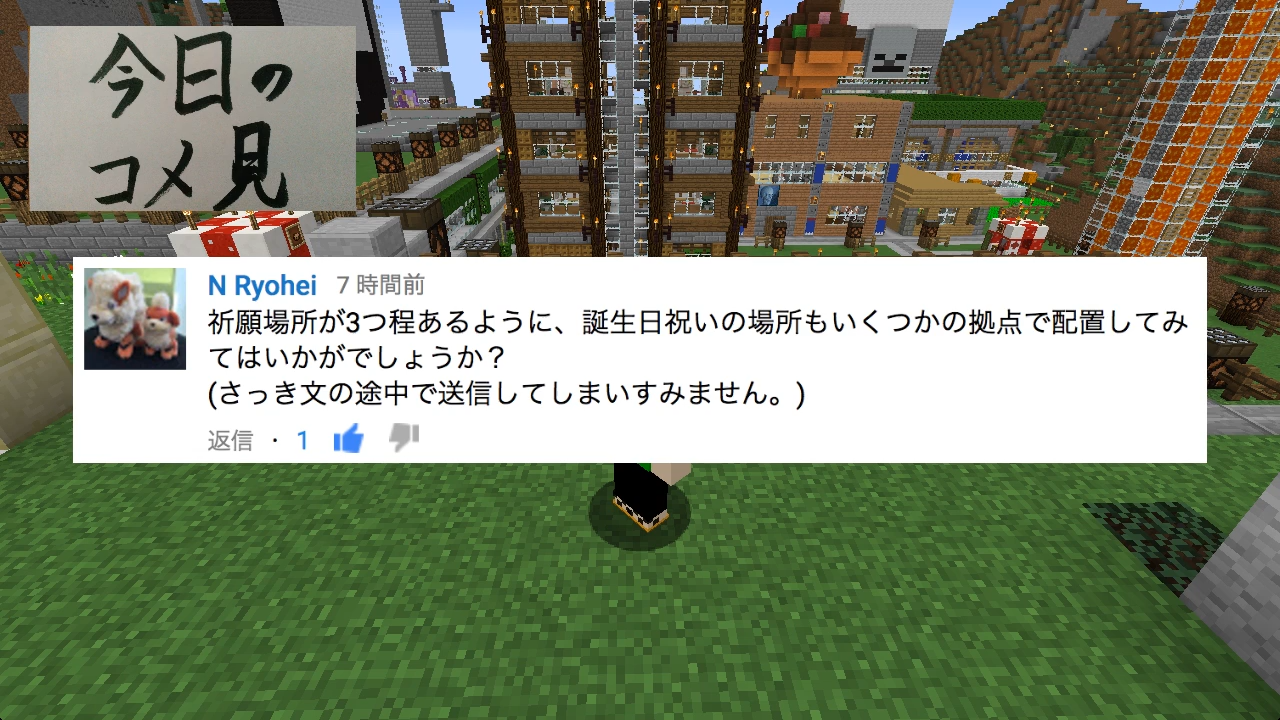 今日の
コメ見
N Ryohei 7 時間前
祈願場所が3つ程あるように、誕生日祝いの場所もいくつかの拠点で配置してみ
てはいかがでしょうか？
(さっき文の途中で送信してしまいすみません。)
返信 · 1